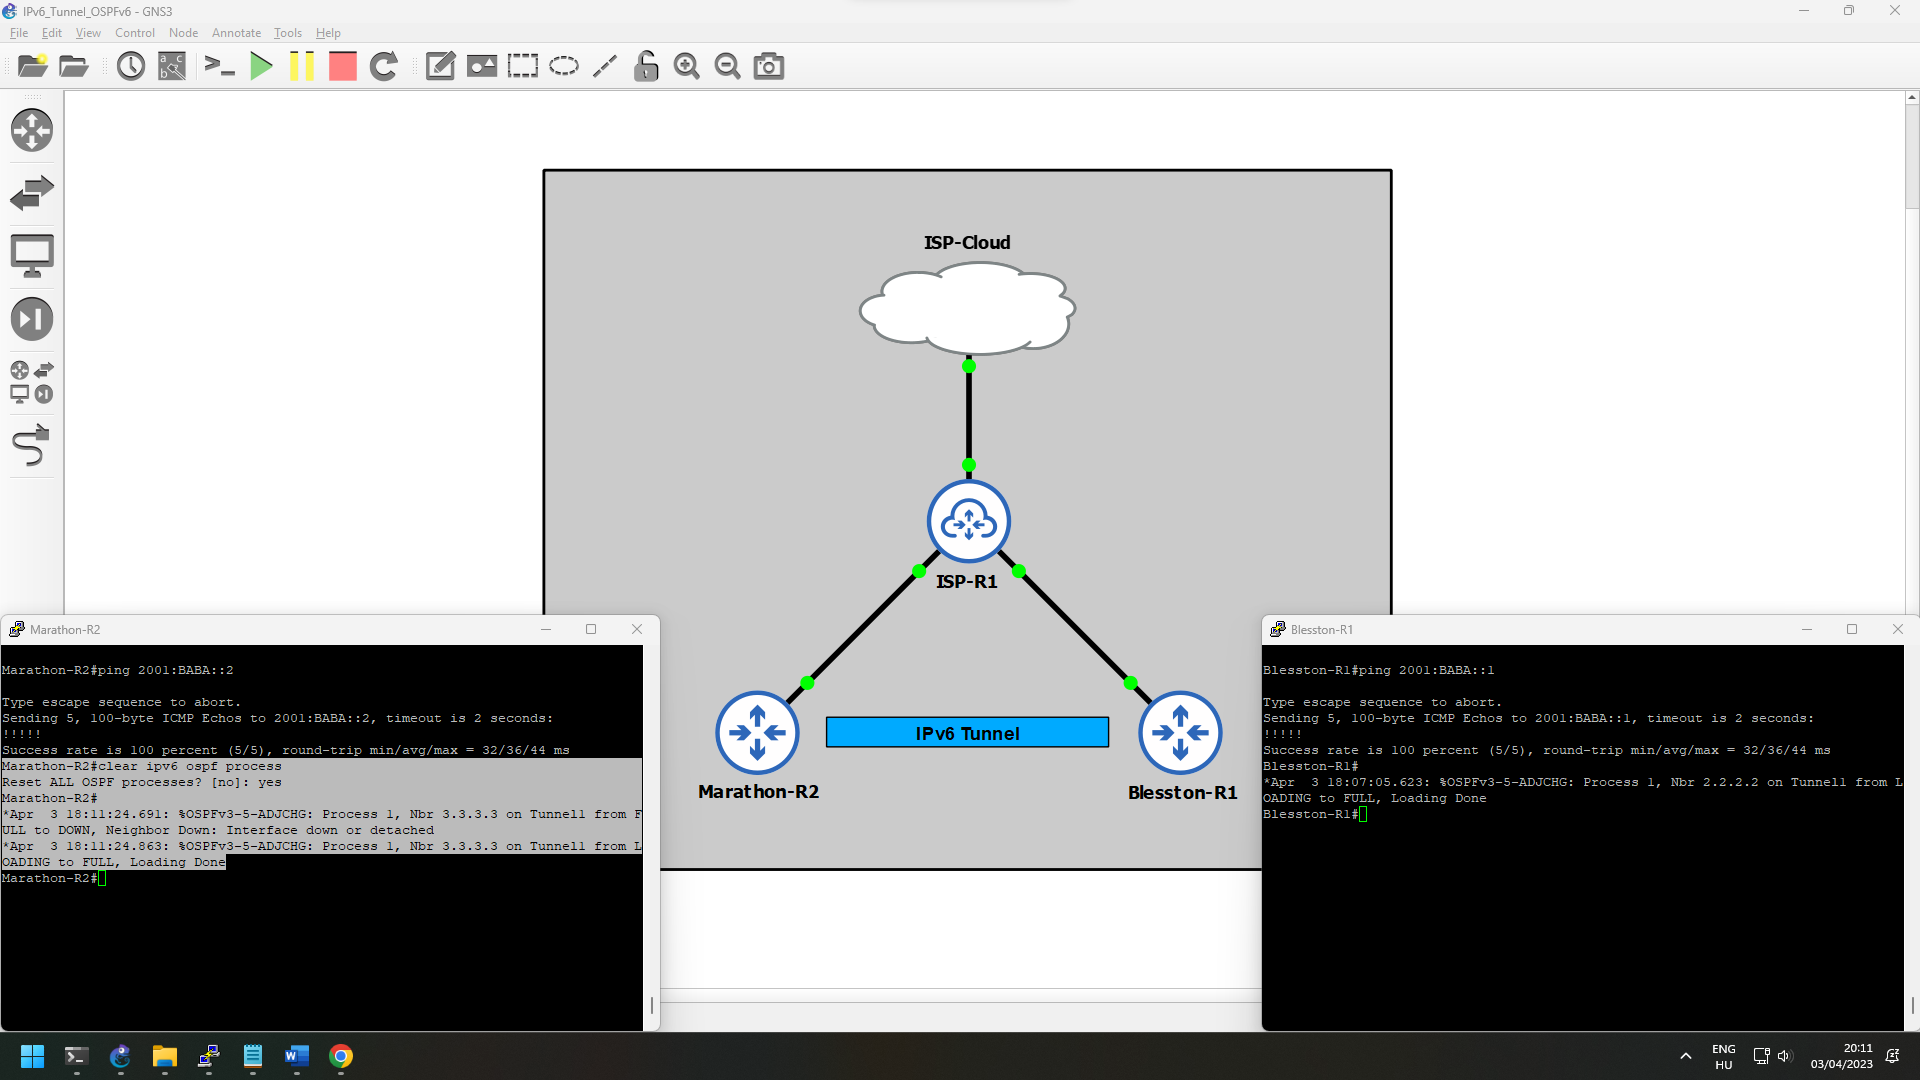 IPv6_Tunnel_OSPFv6 - GNS3
File Edit View Control Node Annotate Tools Help
ISP-Cloud
ISP-R1
IPv6 Tunnel
Marathon-R2
Blesston-R1
Marathon-R2
Marathon-R2#ping 2001:BABA::2
Type escape sequence to abort.
Sending 5, 100-byte ICMP Echos to 2001:BABA::2, timeout is 2 seconds:
!!!!!
Success rate is 100 percent (5/5), round-trip min/avg/max = 32/36/44 ms
Marathon-R2#clear ipv6 ospf process
Reset ALL OSPF processes? [no]: yes
Marathon-R2#
*Apr  3 18:11:24.691: %OSPFv3-5-ADJCHG: Process 1, Nbr 3.3.3.3 on Tunnel1 from F
ULL to DOWN, Neighbor Down: Interface down or detached
*Apr  3 18:11:24.863: %OSPFv3-5-ADJCHG: Process 1, Nbr 3.3.3.3 on Tunnel1 from L
OADING to FULL, Loading Done
Marathon-R2#
Blesston-R1
Blesston-R1#ping 2001:BABA::1
Type escape sequence to abort.
Sending 5, 100-byte ICMP Echos to 2001:BABA::1, timeout is 2 seconds:
!!!!!
Success rate is 100 percent (5/5), round-trip min/avg/max = 32/36/44 ms
Blesston-R1#
*Apr  3 18:07:05.623: %OSPFv3-5-ADJCHG: Process 1, Nbr 2.2.2.2 on Tunnel1 from L
OADING to FULL, Loading Done
Blesston-R1#
ENG
HU
20:11
03/04/2023